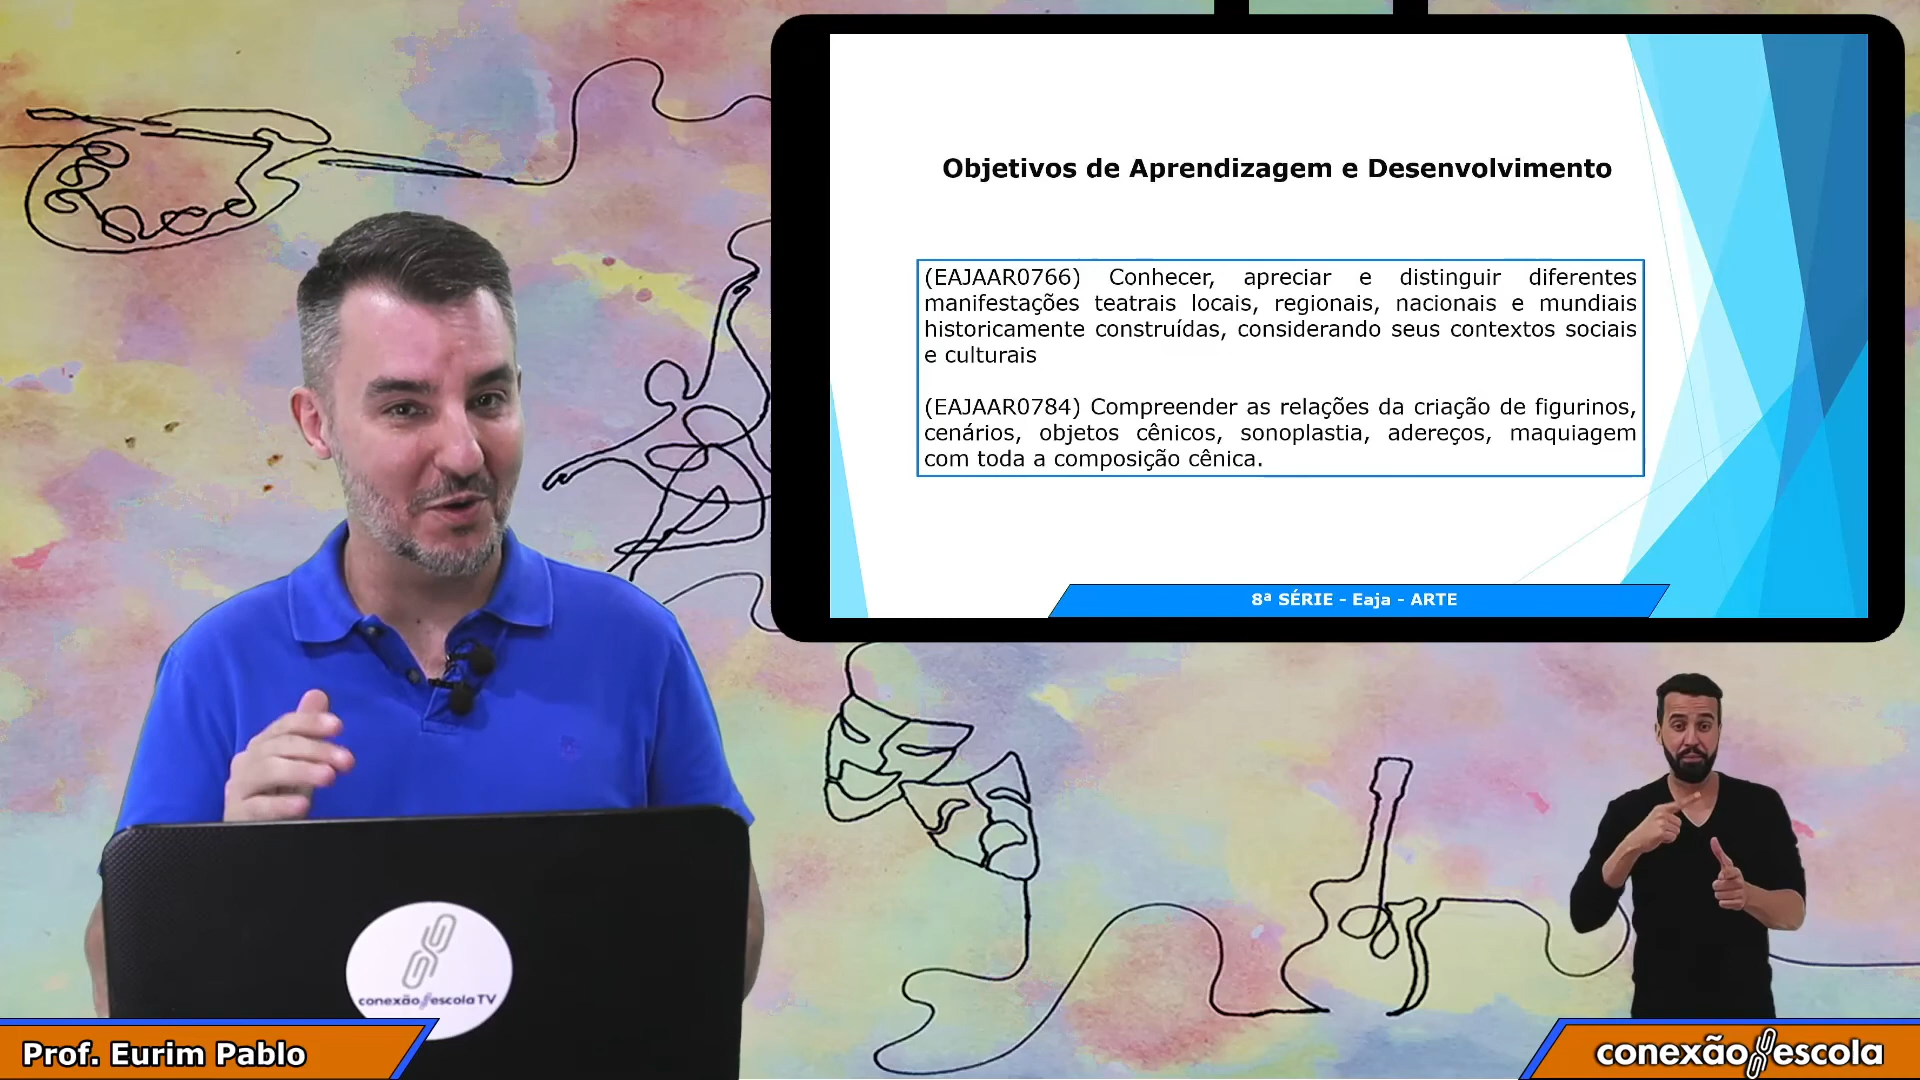 Objetivos de Aprendizagem e Desenvolvimento
(EAJAAR0766) Conhecer, apreciar e distinguir diferentes
manifestações teatrais locais, regionais, nacionais e mundiais
historicamente construídas, considerando seus contextos sociais
e culturais
(EAJAAR0784) Compreender as relações da criação de figurinos,
cenários, objetos cênicos, sonoplastia, adereços, maquiagem
com toda a composição cênica.
8ª SÉRIE - Eaja - ARTE
conexão escola TV
Prof. Eurim Pablo
conexão escola